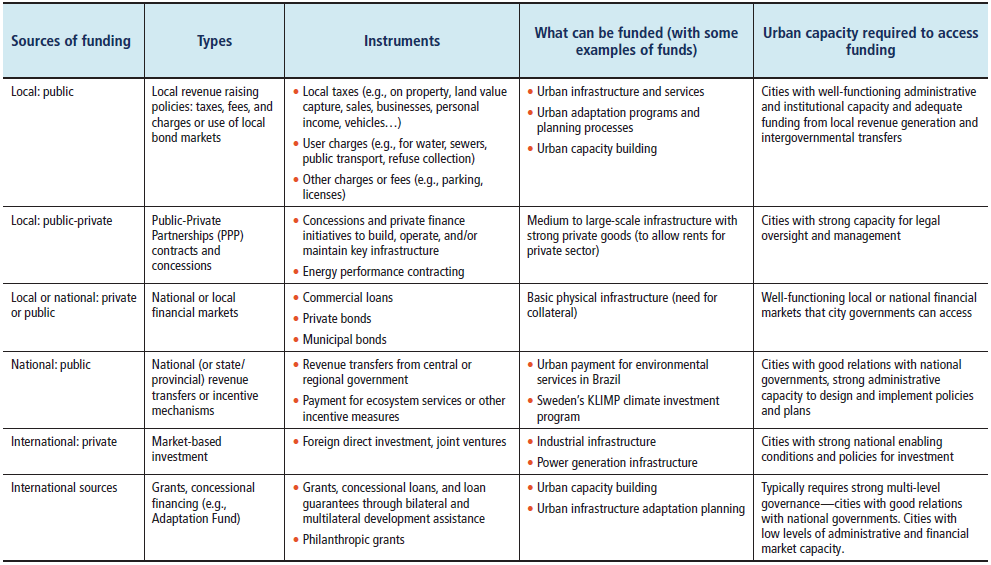 Sources of funding
Types
Instruments
What can be funded (with some
examples of funds)
Urban capacity required to access
funding
Local: public
Local revenue raising
policies: taxes, fees, and
charges or use of local
bond markets
• Local taxes (e.g., on property, land value
capture, sales, businesses, personal
income, vehicles…)
• User charges (e.g., for water, sewers,
public transport, refuse collection)
• Other charges or fees (e.g., parking,
licenses)
• Urban infrastructure and services
• Urban adaptation programs and
planning processes
• Urban capacity building
Cities with well-functioning administrative
and institutional capacity and adequate
funding from local revenue generation and
intergovernmental transfers
Local: public-private
Public-Private
Partnerships (PPP)
contracts and
concessions
• Concessions and private finance
initiatives to build, operate, and/or
maintain key infrastructure
• Energy performance contracting
Medium to large-scale infrastructure with
strong private goods (to allow rents for
private sector)
Cities with strong capacity for legal
oversight and management
Local or national: private
or public
National or local
financial markets
• Commercial loans
• Private bonds
• Municipal bonds
Basic physical infrastructure (need for
collateral)
Well-functioning local or national financial
markets that city governments can access
National: public
National (or state/
provincial) revenue
transfers or incentive
mechanisms
• Revenue transfers from central or
regional government
• Payment for ecosystem services or other
incentive measures
• Urban payment for environmental
services in Brazil
• Sweden's KLIMP climate investment
program
Cities with good relations with national
governments, strong administrative
capacity to design and implement policies
and plans
International: private
Market-based
investment
• Foreign direct investment, joint ventures
• Industrial infrastructure
• Power generation infrastructure
Cities with strong national enabling
conditions and policies for investment
International sources
Grants, concessional
financing (e.g.,
Adaptation Fund)
• Grants, concessional loans, and loan
guarantees through bilateral and
multilateral development assistance
• Philanthropic grants
• Urban capacity building
• Urban infrastructure adaptation planning
Typically requires strong multi-level
governance—cities with good relations
with national governments. Cities with
low levels of administrative and financial
market capacity.